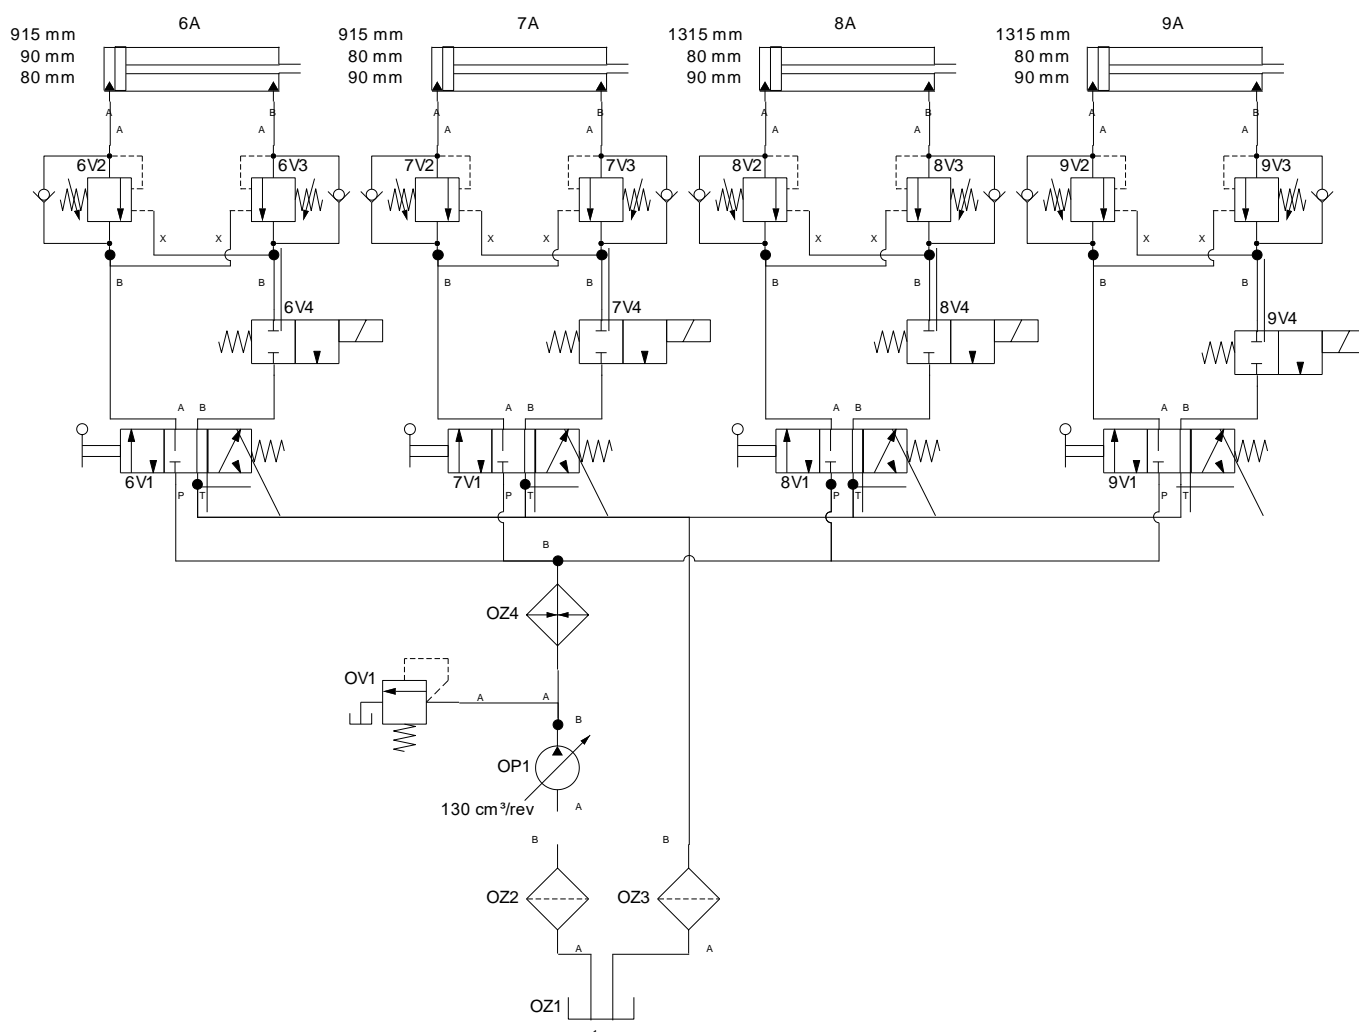 6A
7A
8A
9A
915 mm
90 mm
80 mm
915 mm
80 mm
90 mm
1315 mm
80 mm
90 mm
1315 mm
80 mm
90 mm
A B A B A B A B
A A A A A A A A
6V2 6V3 7V2 7V3 8V2 8V3 9V2 9V3
X X X X X X X X
B B B B B B B B
6V4 7V4 8V4 9V4
A B A B A B A B
6V1 7V1 8V1 9V1
P T P T P T P T
B
OZ4
OV1
A A
B
OP1
130 cm³/rev
A
B B
OZ2 OZ3
A A
OZ1